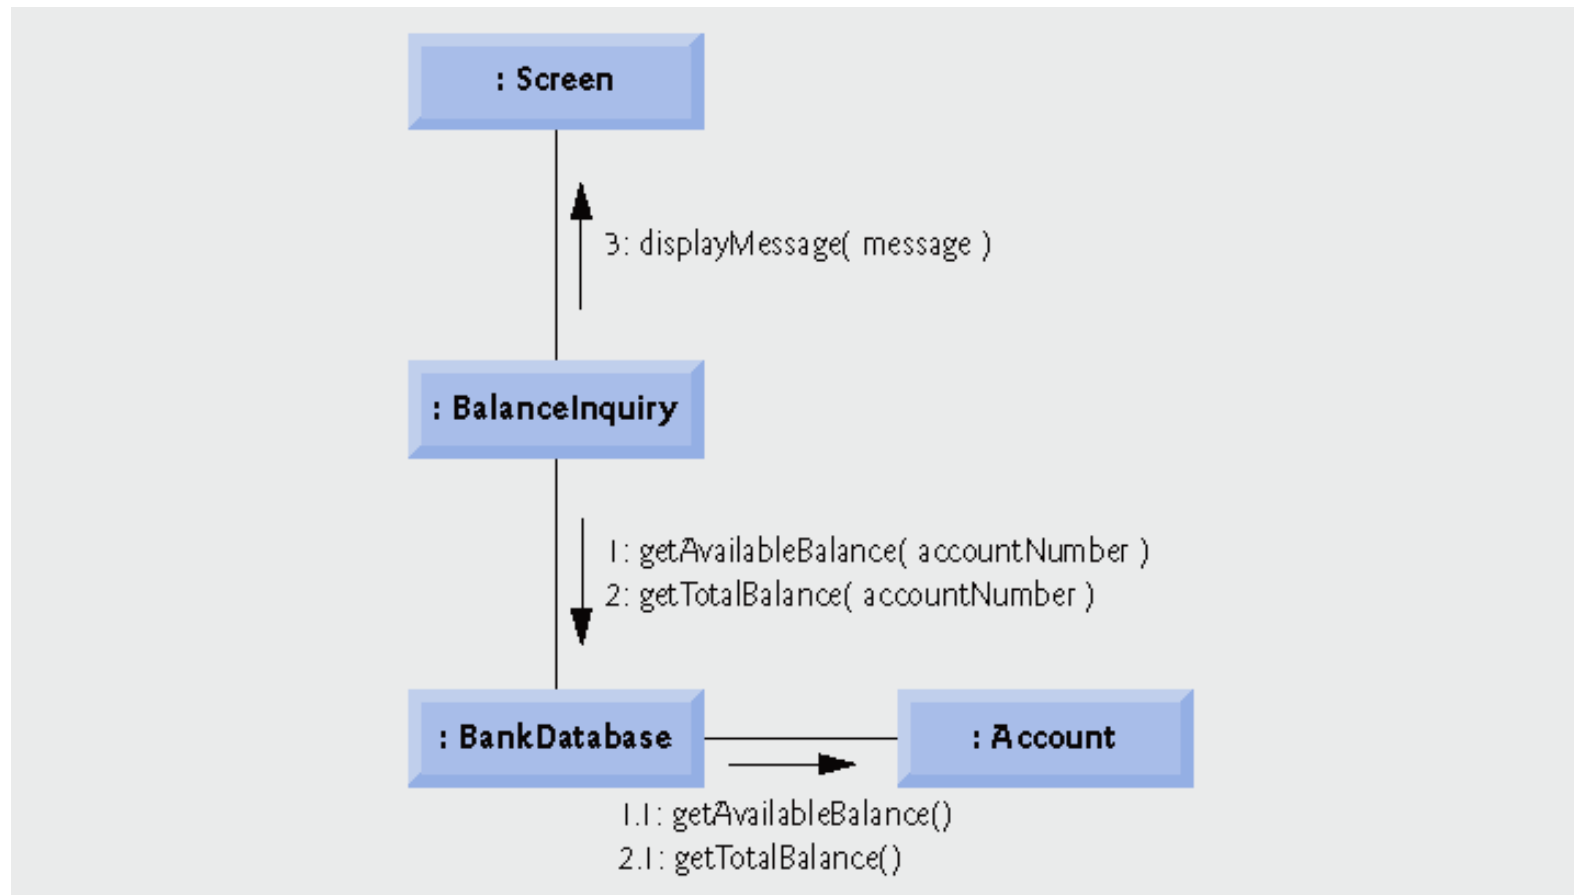 : Screen
3: displayMessage( message )
: BalanceInquiry
1: getAvailableBalance( accountNumber )
2: getTotalBalance( accountNumber )
: BankDatabase
: Account
1.1: getAvailableBalance()
2.1: getTotalBalance()